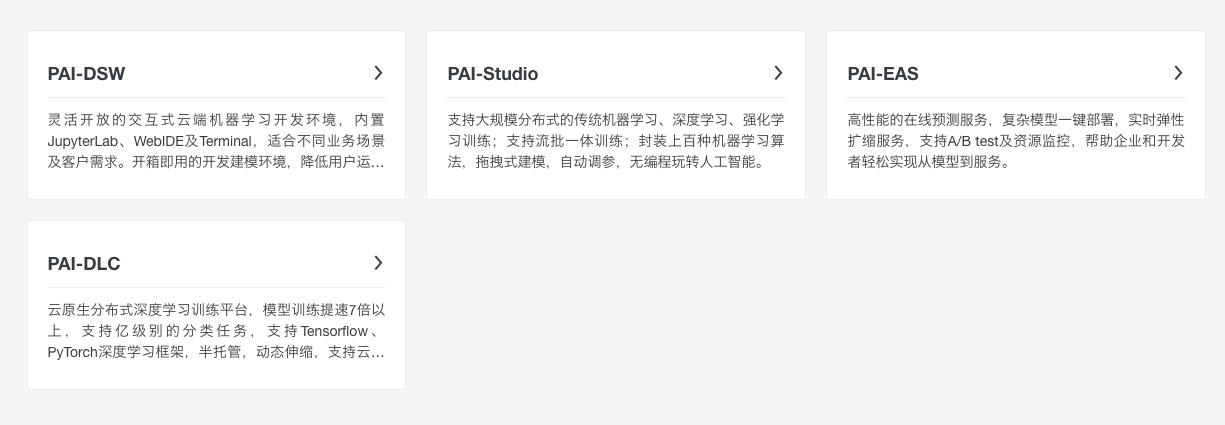 PAI-DSW
灵活开放的交互式云端机器学习开发环境，内置
JupyterLab、WebIDE及Terminal，适合不同业务场景
及客户需求。开箱即用的开发建模环境，降低用户运...
PAI-Studio
支持大规模分布式的传统机器学习、深度学习、强化学
习训练；支持流批一体训练；封装上百种机器学习算
法，拖拽式建模，自动调参，无编程玩转人工智能。
PAI-EAS
高性能的在线预测服务，复杂模型一键部署，实时弹性
扩缩服务，支持A/B test及资源监控，帮助企业和开发
者轻松实现从模型到服务。
PAI-DLC
云原生分布式深度学习训练平台，模型训练提速7倍以
上，支持亿级别的分类任务，支持Tensorflow、
PyTorch深度学习框架，半托管，动态伸缩，支持云...